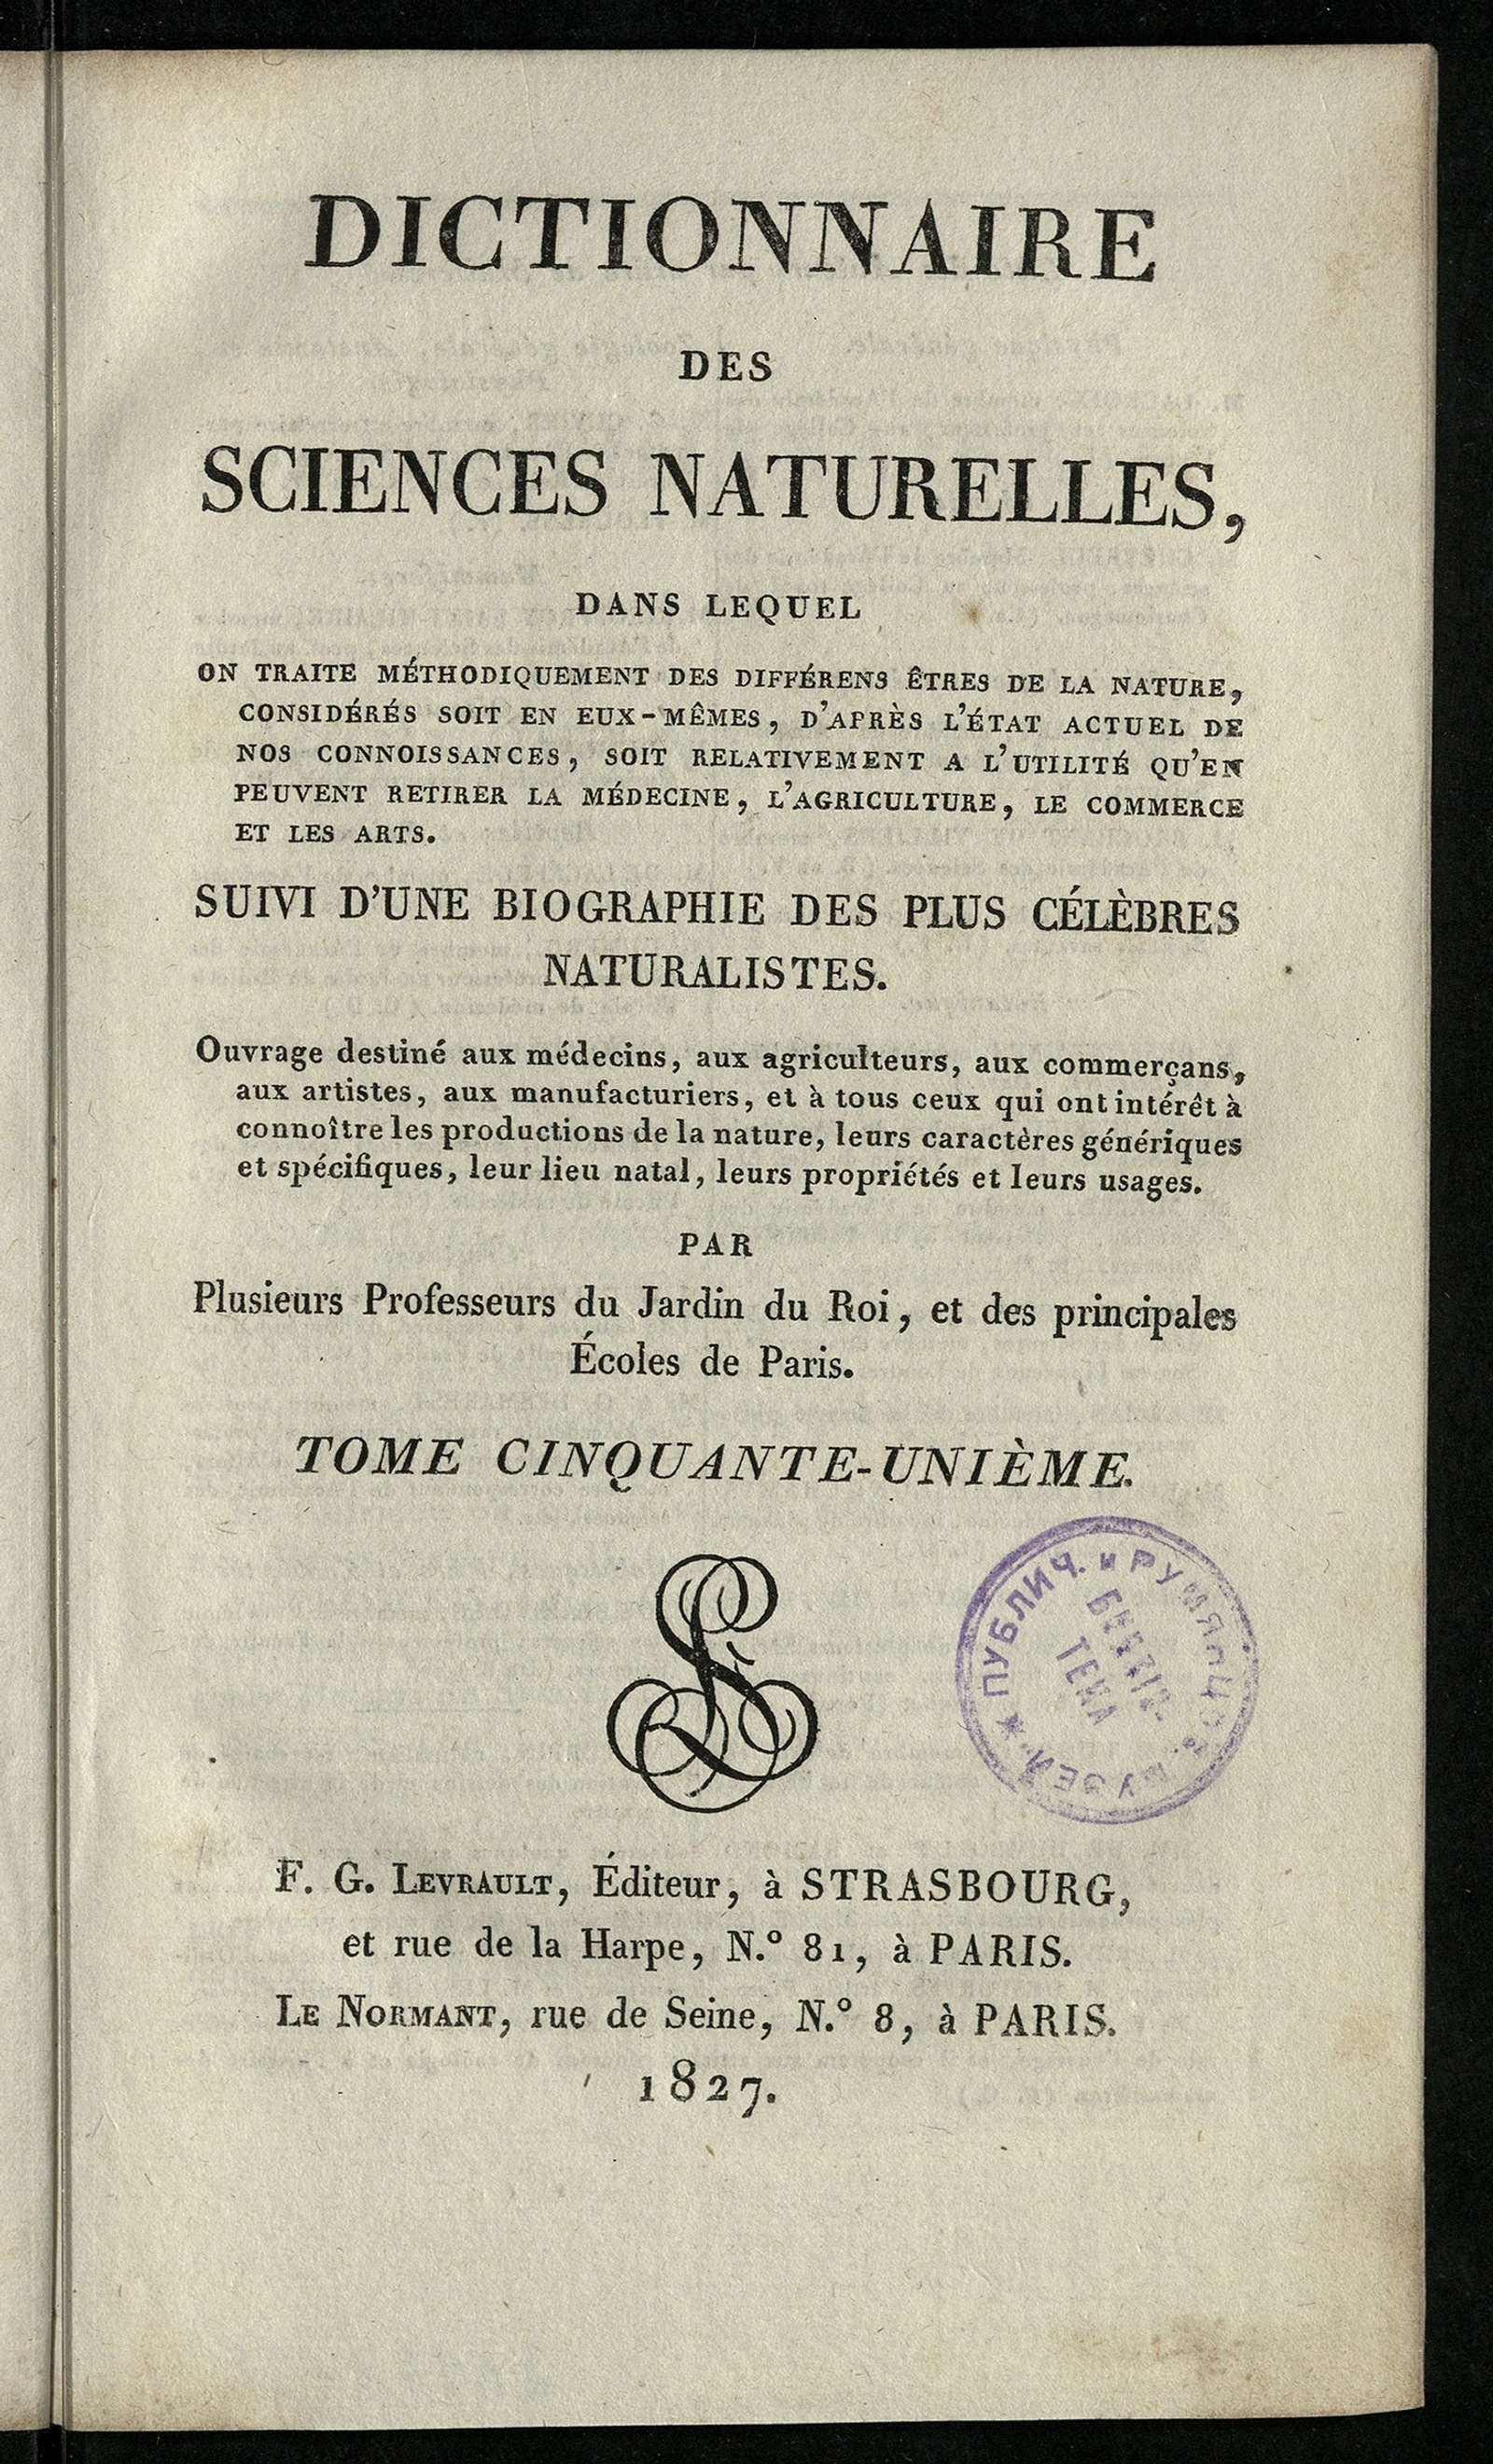 DICTIONNAIRE
DES
SCIENCES NATURELLES,
DANS LEQUEL
ON TRAITE MÉTHODIQUEMENT DES DIFFÉRENS ÊTRES DE LA NATURE,
CONSIDÉRÉS SOIT EN EUX-MÊMES, D'APRÈS L'ÉTAT ACTUEL DE
NOS CONNOISSANCES, SOIT RELATIVEMENT A L'UTILITÉ QU'EN
PEUVENT RETIRER LA MÉDECINE, L'AGRICULTURE, LE COMMERCE
ET LES ARTS.
SUIVI D'UNE BIOGRAPHIE DES PLUS CÉLÈBRES
NATURALISTES.
Ouvrage destiné aux médecins, aux agriculteurs, aux commerçans,
aux artistes, aux manufacturiers, et à tous ceux qui ont intérêt à
connoître les productions de la nature, leurs caractères génériques
et spécifiques, leur lieu natal, leurs propriétés et leurs usages.
PAR
Plusieurs Professeurs du Jardin du Roi, et des principales
Écoles de Paris.
TOME CINQUANTE-UNIÈME.
ПУБЛИЧ. и РУМЯНЦОВ. МУЗЕЙ
БИБЛІО-
ТЕКА
F. G. LEVRAULT, Éditeur, à STRASBOURG,
et rue de la Harpe, N.° 81, à PARIS.
LE NORMANT, rue de Seine, N.° 8, à PARIS.
1827.